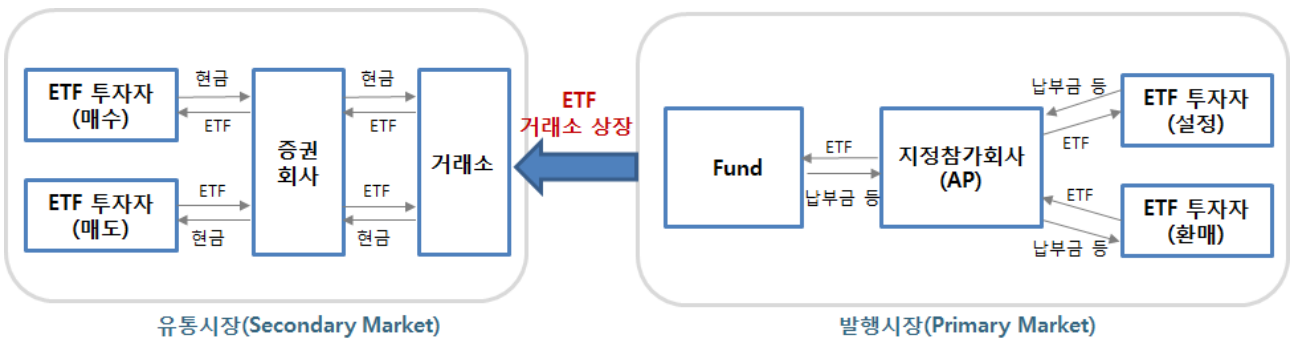 ETF 투자자
(매수)
현금
ETF
ETF 투자자
(매도)
ETF
현금
증권
회사
현금
ETF
ETF
현금
거래소
유통시장(Secondary Market)
ETF
거래소 상장
Fund
ETF
납부금 등
지정참가회사
(AP)
납부금 등
ETF
ETF
납부금 등
ETF 투자자
(설정)
ETF 투자자
(환매)
발행시장(Primary Market)